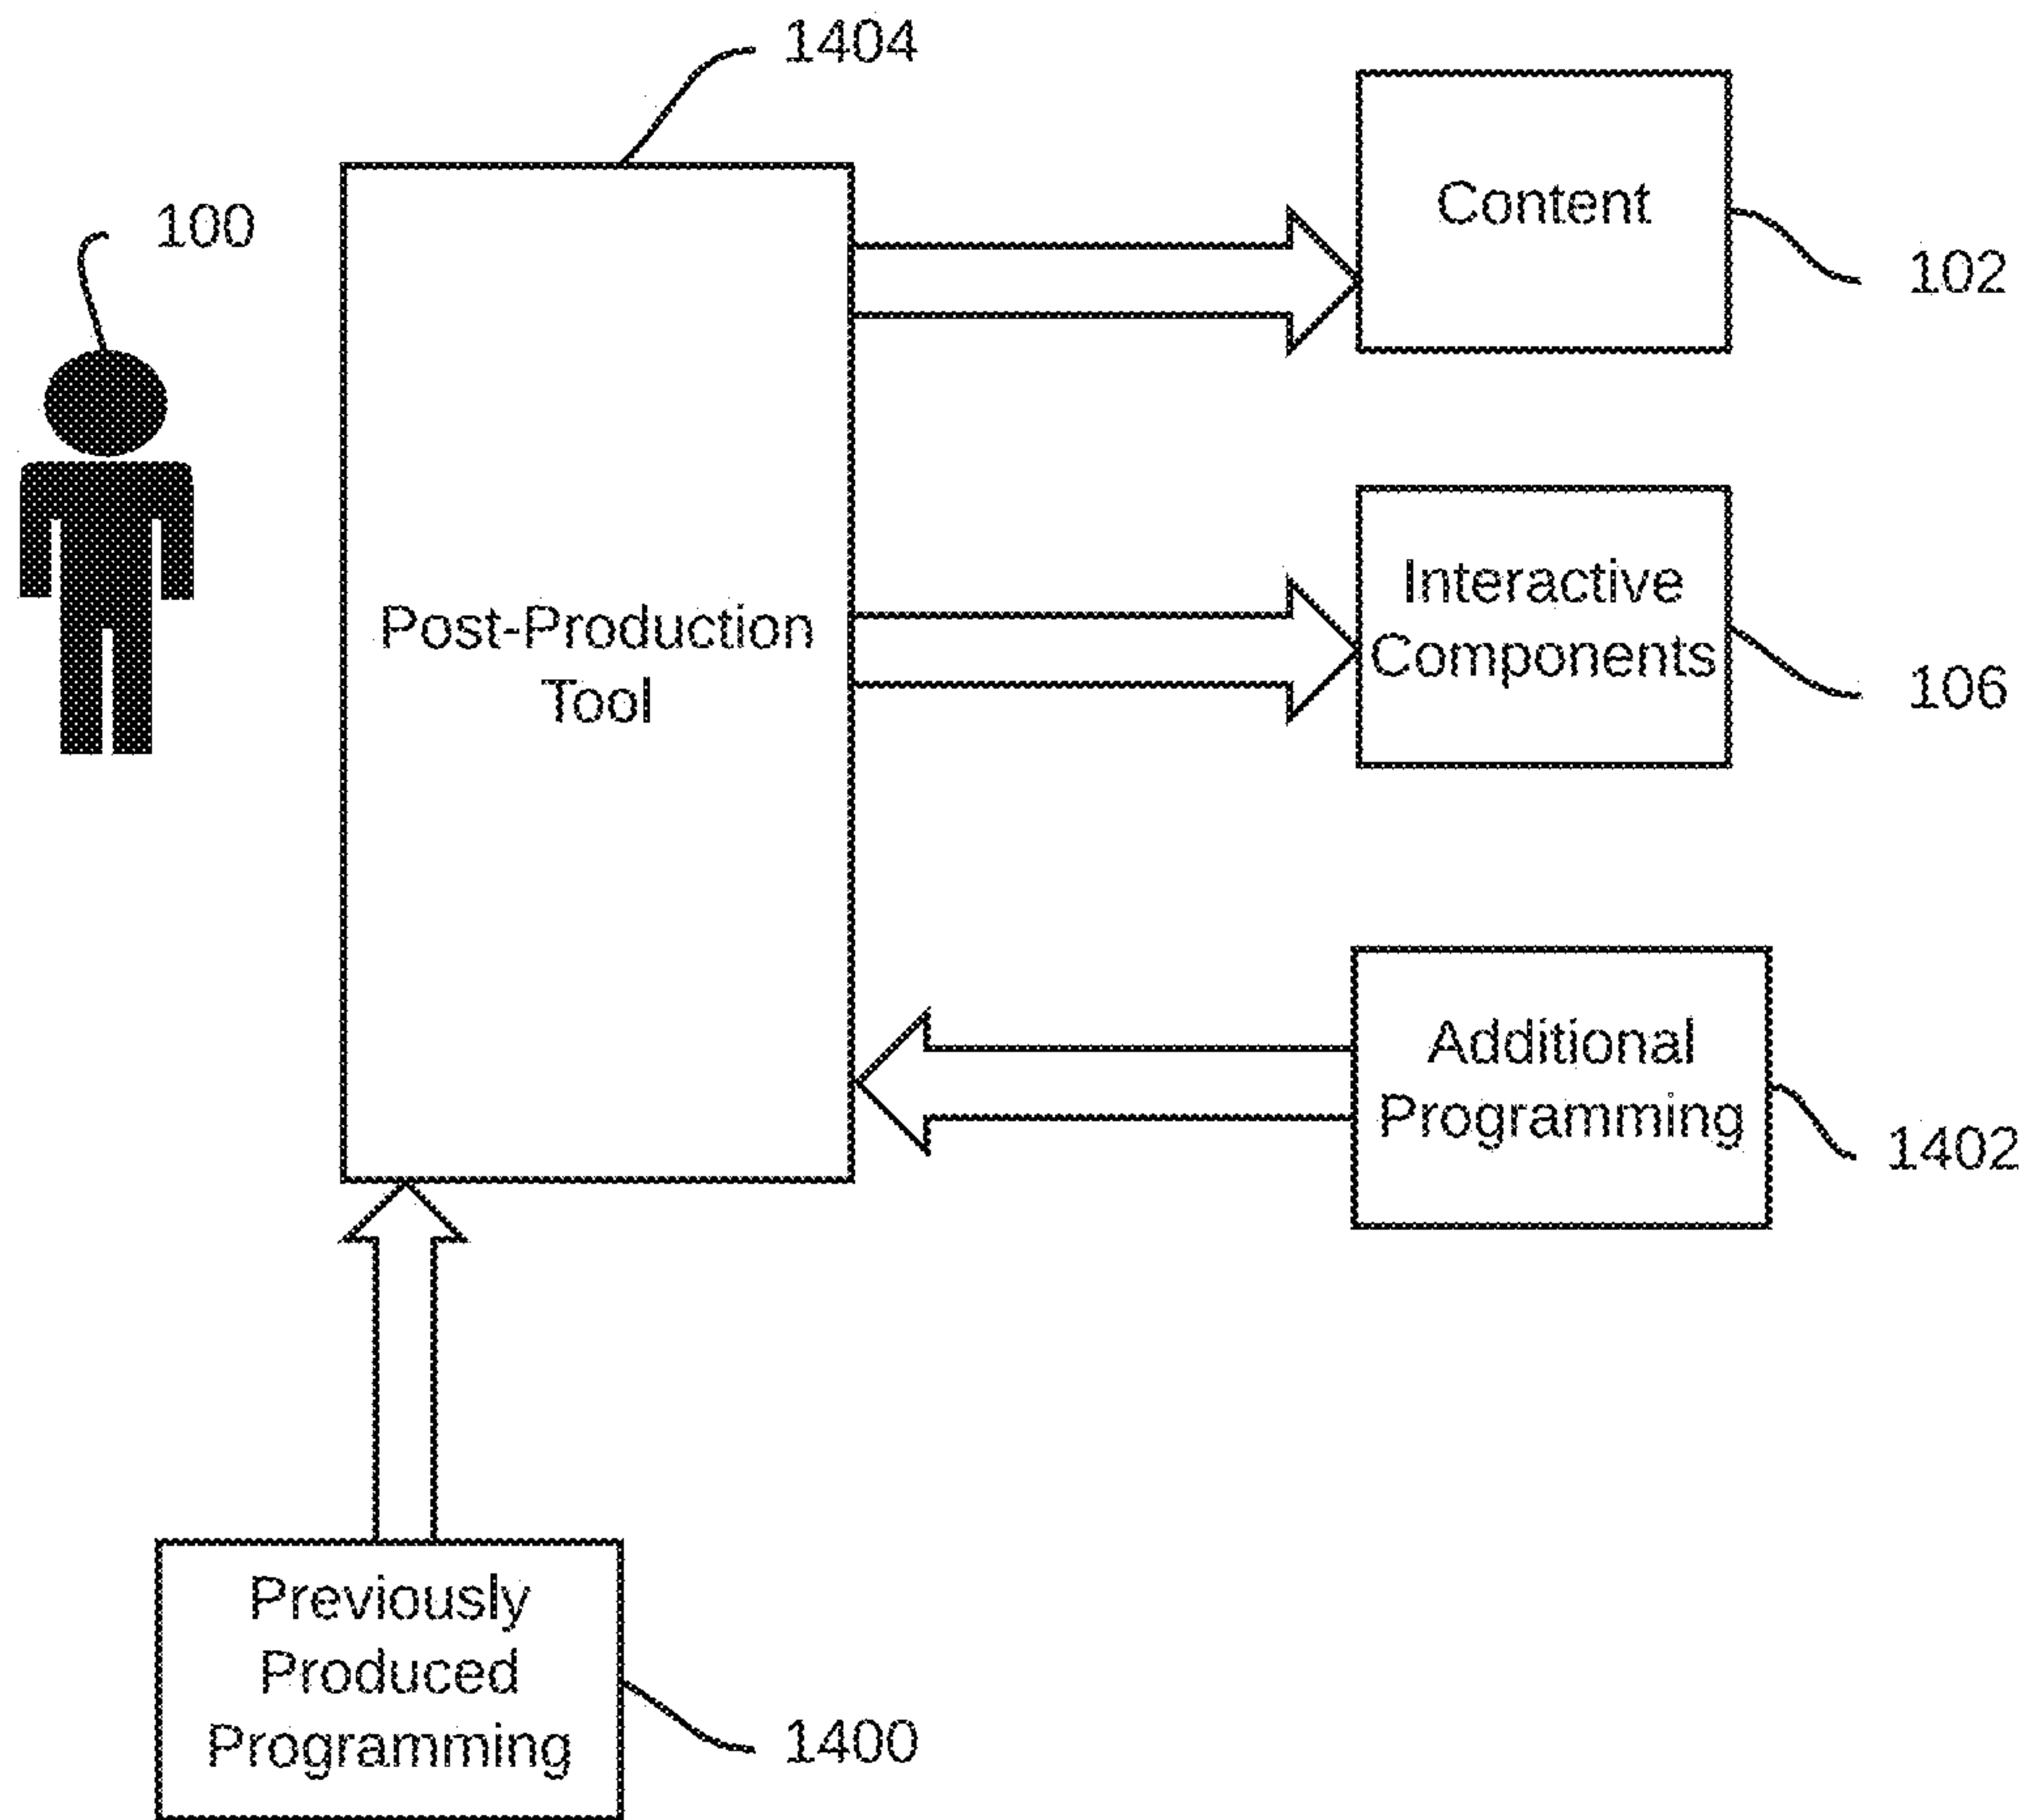 1404
Content
100
102
Interactive
Components
Post-Production
Tool
106
Additional
Programming
1402
Previously
Produced
Programming
1400